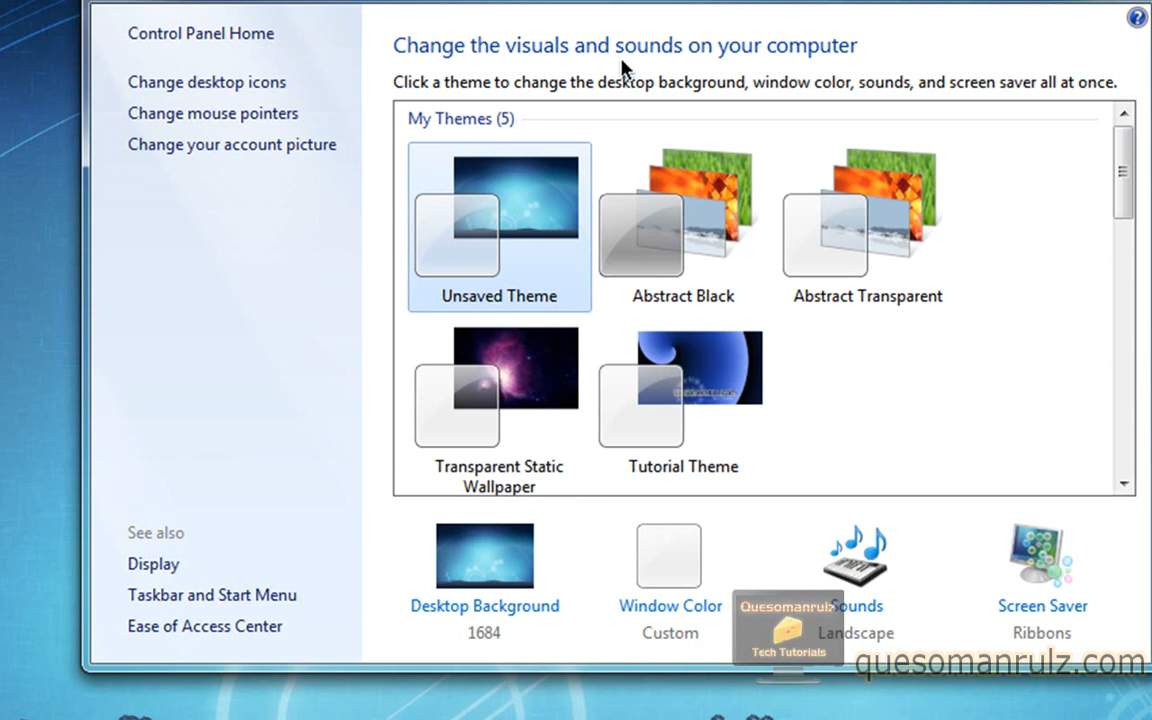 Control Panel Home
Change desktop icons
Change mouse pointers
Change your account picture
See also
Display
Taskbar and Start Menu
Ease of Access Center
Change the visuals and sounds on your computer
Click a theme to change the desktop background, window color, sounds, and screen saver all at once.
My Themes (5)
Unsaved Theme
Abstract Black
Abstract Transparent
Transparent Static
Wallpaper
Tutorial Theme
Desktop Background
1684
Window Color
Custom
Sounds
Landscape
Screen Saver
Ribbons
Quesomanrulz
Tech Tutorials
quesomanrulz.com